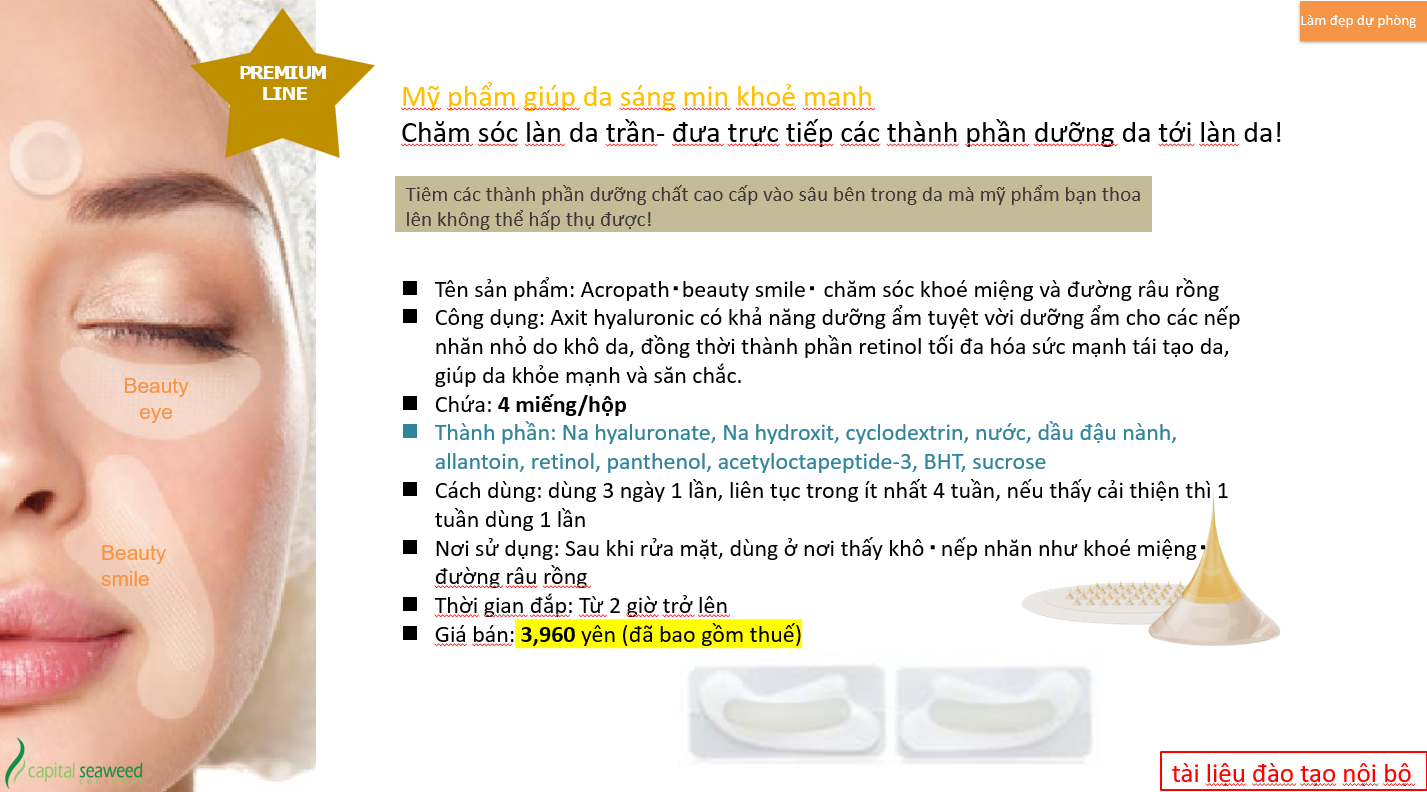 Làm đẹp dự phòng
PREMIUM
LINE
Mỹ phẩm giúp da sáng mịn khoẻ mạnh
Chăm sóc làn da trần- đưa trực tiếp các thành phần dưỡng da tới làn da!
Tiêm các thành phần dưỡng chất cao cấp vào sâu bên trong da mà mỹ phẩm bạn thoa
lên không thể hấp thụ được!
Tên sản phẩm: Acropath・beauty smile・ chăm sóc khoé miệng và đường râu rồng
Công dụng: Axit hyaluronic có khả năng dưỡng ẩm tuyệt vời dưỡng ẩm cho các nếp
nhăn nhỏ do khô da, đồng thời thành phần retinol tối đa hóa sức mạnh tái tạo da,
giúp da khỏe mạnh và săn chắc.
Chứa: 4 miếng/hộp
Thành phần: Na hyaluronate, Na hydroxit, cyclodextrin, nước, dầu đậu nành,
allantoin, retinol, panthenol, acetyloctapeptide-3, BHT, sucrose
Cách dùng: dùng 3 ngày 1 lần, liên tục trong ít nhất 4 tuần, nếu thấy cải thiện thì 1
tuần dùng 1 lần
Nơi sử dụng: Sau khi rửa mặt, dùng ở nơi thấy khô・nếp nhăn như khoé miệng・
đường râu rồng
Thời gian đắp: Từ 2 giờ trở lên
Giá bán: 3,960 yên (đã bao gồm thuế)
Beauty
eye
Beauty
smile
capital seaweed
tài liệu đào tạo nội bộ